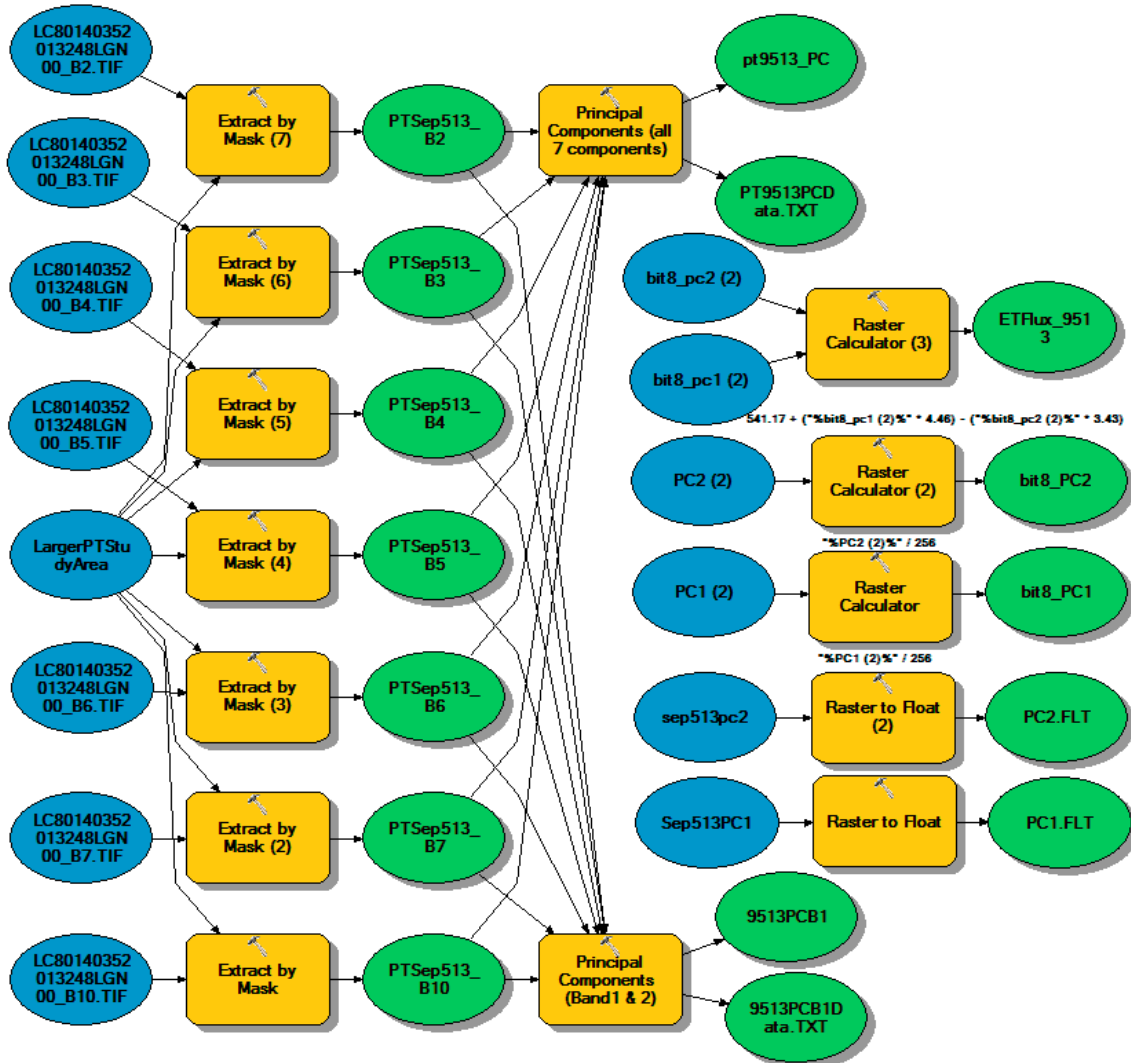 LC80140352
013248LGN
00_B2.TIF
Extract by
Mask (7)
PTSep513_
B2
Principal
Components (all
7 components)
pt9513_PC
PT9513PCD
ata.TXT
LC80140352
013248LGN
00_B3.TIF
Extract by
Mask (6)
PTSep513_
B3
bit8_pc2 (2)
bit8_pc1 (2)
Raster
Calculator (3)
ETFlux_951
3
541.17 + ("%bit8_pc1 (2)%" * 4.46) - ("%bit8_pc2 (2)%" * 3.43)
LC80140352
013248LGN
00_B4.TIF
Extract by
Mask (5)
PTSep513_
B4
PC2 (2)
Raster
Calculator (2)
bit8_PC2
"%PC2 (2)%" / 256
LC80140352
013248LGN
00_B5.TIF
Extract by
Mask (4)
PTSep513_
B5
PC1 (2)
Raster
Calculator
bit8_PC1
"%PC1 (2)%" / 256
LargerPTStu
dyArea
LC80140352
013248LGN
00_B6.TIF
Extract by
Mask (3)
PTSep513_
B6
sep513pc2
Raster to Float
(2)
PC2.FLT
LC80140352
013248LGN
00_B7.TIF
Extract by
Mask (2)
PTSep513_
B7
Sep513PC1
Raster to Float
PC1.FLT
LC80140352
013248LGN
00_B10.TIF
Extract by
Mask
PTSep513_
B10
Principal
Components
(Band1 & 2)
9513PCB1
9513PCB1D
ata.TXT